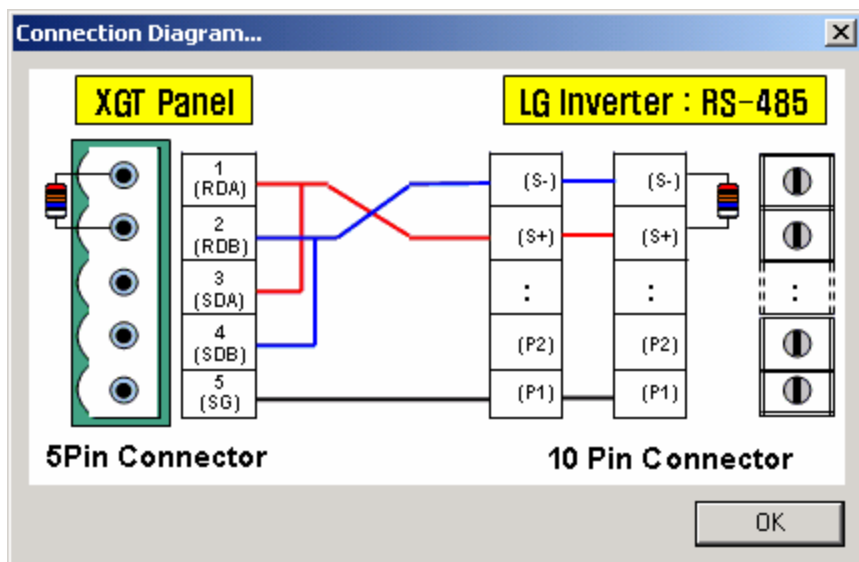 Connection Diagram...
XGT Panel
LG Inverter : RS-485
1
(RDA)
2
(RDB)
3
(SDA)
4
(SDB)
5
(SG)
(S-)
(S+)
:
(P2)
(P1)
(S-)
(S+)
:
(P2)
(P1)
:
5Pin Connector
10 Pin Connector
OK